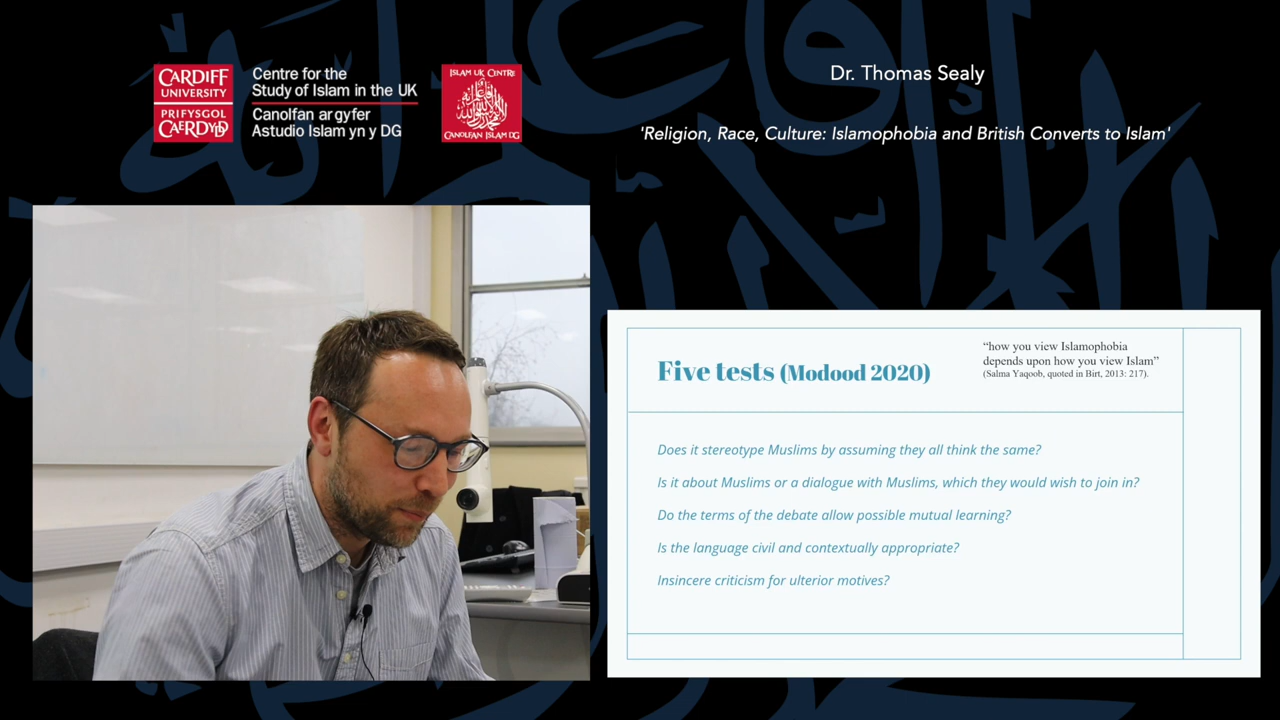 CARDIFF
UNIVERSITY
PRIFYSGOL
CAERDYDD
Centre for the
Study of Islam in the UK
Canolfan ar gyfer
Astudio Islam yn y DG
ISLAM UK CENTRE
CANOLFAN ISLAM DG
Dr. Thomas Sealy
'Religion, Race, Culture: Islamophobia and British Converts to Islam'
Five tests (Modood 2020)
“how you view Islamophobia
depends upon how you view Islam”
(Salma Yaqoob, quoted in Birt, 2013: 217).
Does it stereotype Muslims by assuming they all think the same?
Is it about Muslims or a dialogue with Muslims, which they would wish to join in?
Do the terms of the debate allow possible mutual learning?
Is the language civil and contextually appropriate?
Insincere criticism for ulterior motives?